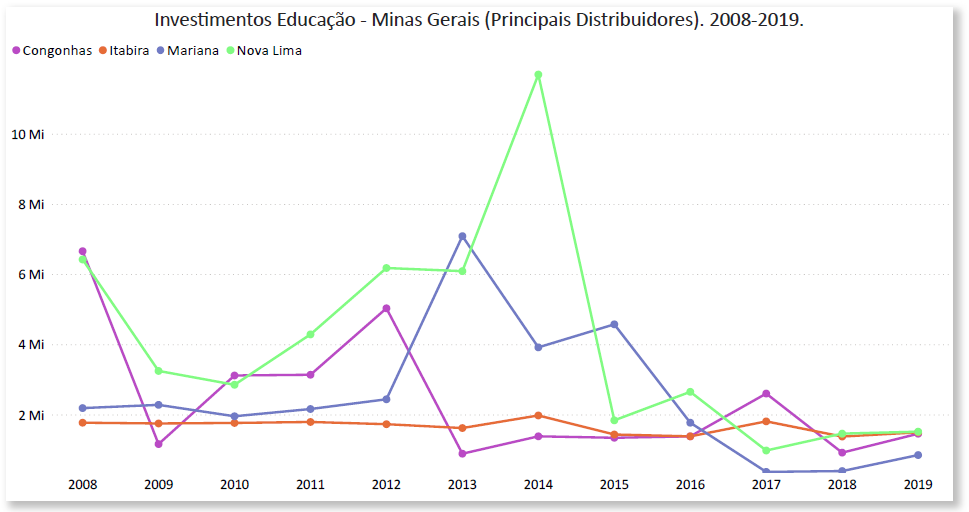 Investimentos Educação - Minas Gerais (Principais Distribuidores). 2008-2019.
Congonhas Itabira Mariana Nova Lima
10 Mi
8 Mi
6 Mi
4 Mi
2 Mi
2008 2009 2010 2011 2012 2013 2014 2015 2016 2017 2018 2019